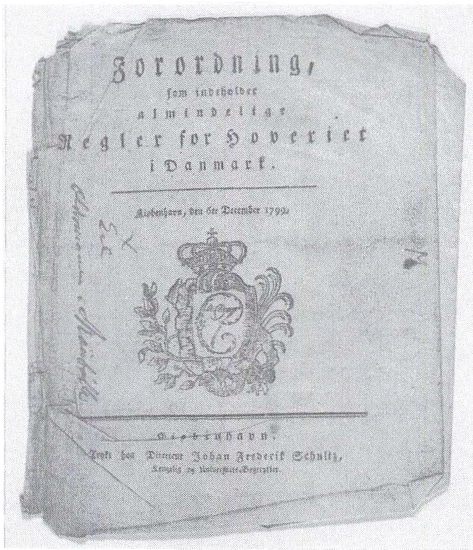 Forordning,
som indeholder
almindelige
Regler for Hoveriet
i Danmark.
Kiøbenhavn, den 6te December 1799.
C
Kiøbenhavn.
Trykt hos Directeur Johan Frederik Schultz,
Kongelig og Universitets-Bogtrykker.